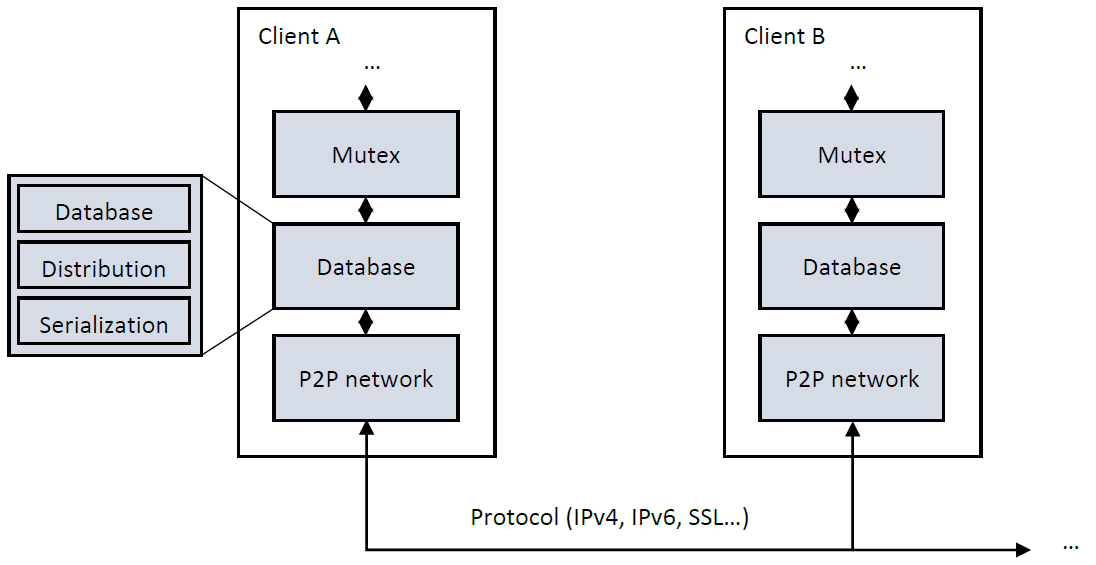 Client A
...
Mutex
Database
P2P network
Database
Distribution
Serialization
Client B
...
Mutex
Database
P2P network
Protocol (IPv4, IPv6, SSL...)
...